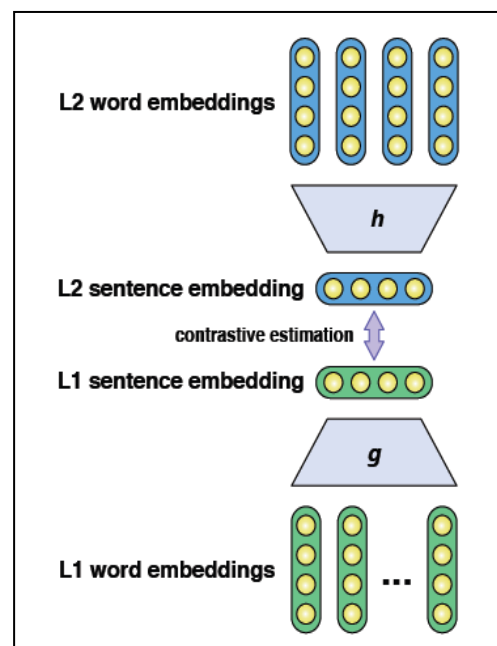 L2 word embeddings
h
L2 sentence embedding
contrastive estimation
L1 sentence embedding
g
L1 word embeddings ...